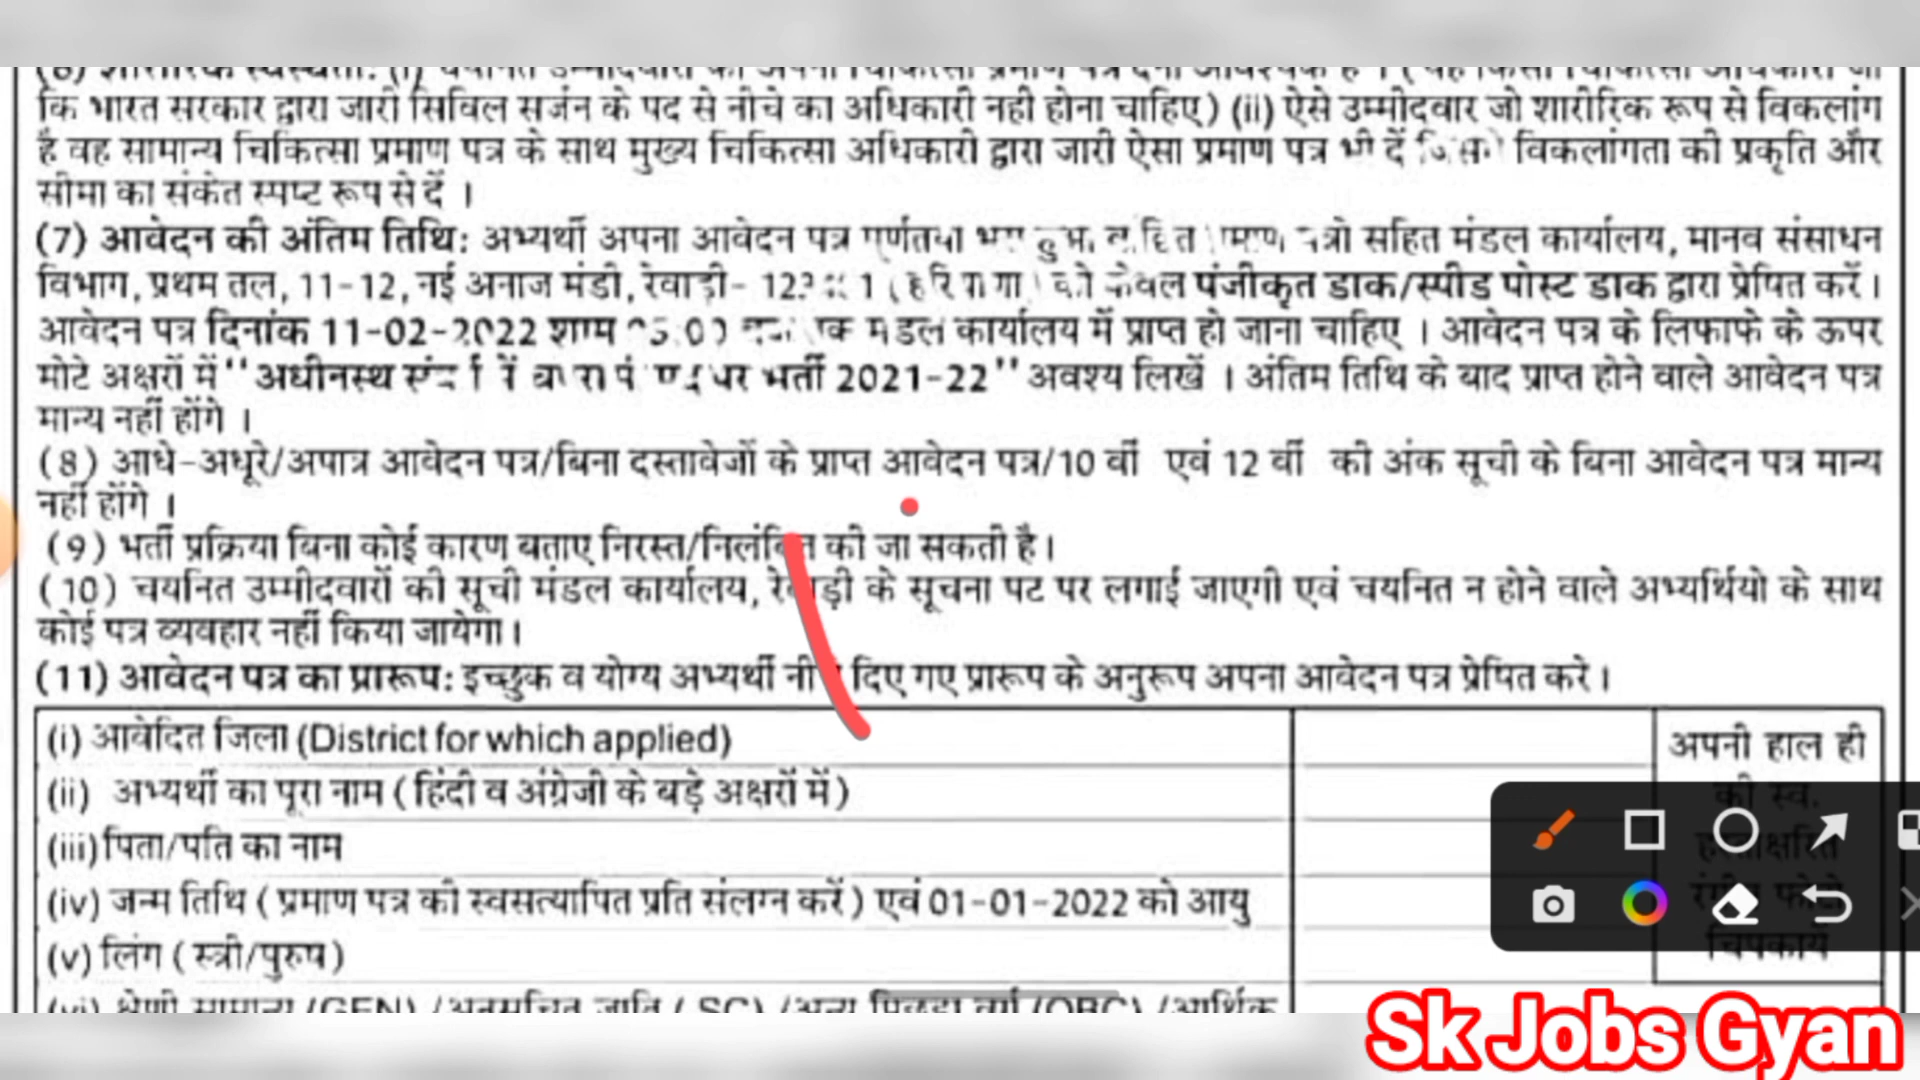 कि भारत सरकार द्वारा जारी सिविल सर्जन के पद से नीचे का अधिकारी नही होना चाहिए) (ii) ऐसे उम्मीदवार जो शारीरिक रूप से विकलांग
है वह सामान्य चिकित्सा प्रमाण पत्र के साथ मुख्य चिकित्सा अधिकारी द्वारा जारी ऐसा प्रमाण पत्र भी दें विकलांगता की प्रकृति और
सीमा का संकेत स्पष्ट रूप से दें ।
(7) आवेदन की अंतिम तिथि: अभ्यर्थी अपना आवेदन पत्र सहित मंडल कार्यालय, मानव संसाधन
विभाग, प्रथम तल, 11-12, नई अनाज मंडी, रेवाड़ी- केवल पंजीकृत डाक/स्पीड पोस्ट डाक द्वारा प्रेषित करें ।
आवेदन पत्र दिनांक 11-02-2022 शाम मंडल कार्यालय में प्राप्त हो जाना चाहिए । आवेदन पत्र के लिफाफे के ऊपर
मोटे अक्षरों में ''अधीनस्थ भर्ती 2021-22'' अवश्य लिखें । अंतिम तिथि के बाद प्राप्त होने वाले आवेदन पत्र
मान्य नहीं होंगे ।
(8) आधे-अधूरे/अपात्र आवेदन पत्र/बिना दस्तावेजों के प्राप्त आवेदन पत्र/10 वीं एवं 12 वीं की अंक सूची के बिना आवेदन पत्र मान्य
नहीं होंगे ।
(9) भर्ती प्रक्रिया बिना कोई कारण बताए निरस्त/निलंबित की जा सकती है।
(10) चयनित उम्मीदवारों की सूची मंडल कार्यालय, रेवाड़ी के सूचना पट पर लगाई जाएगी एवं चयनित न होने वाले अभ्यर्थियो के साथ
कोई पत्र व्यवहार नहीं किया जायेगा।
(11) आवेदन पत्र का प्रारूप: इच्छुक व योग्य अभ्यर्थी दिए गए प्रारूप के अनुरूप अपना आवेदन पत्र प्रेषित करे।
(i) आवेदित जिला (District for which applied)
(ii) अभ्यर्थी का पूरा नाम (हिंदी व अंग्रेजी के बड़े अक्षरों में)
(iii) पिता/पति का नाम
(iv) जन्म तिथि (प्रमाण पत्र की स्वसत्यापित प्रति संलग्न करें) एवं 01-01-2022 को आयु
(v) लिंग (स्त्री/पुरुष)
अपनी हाल ही
की स्व.
चिपकायें
Sk Jobs Gyan